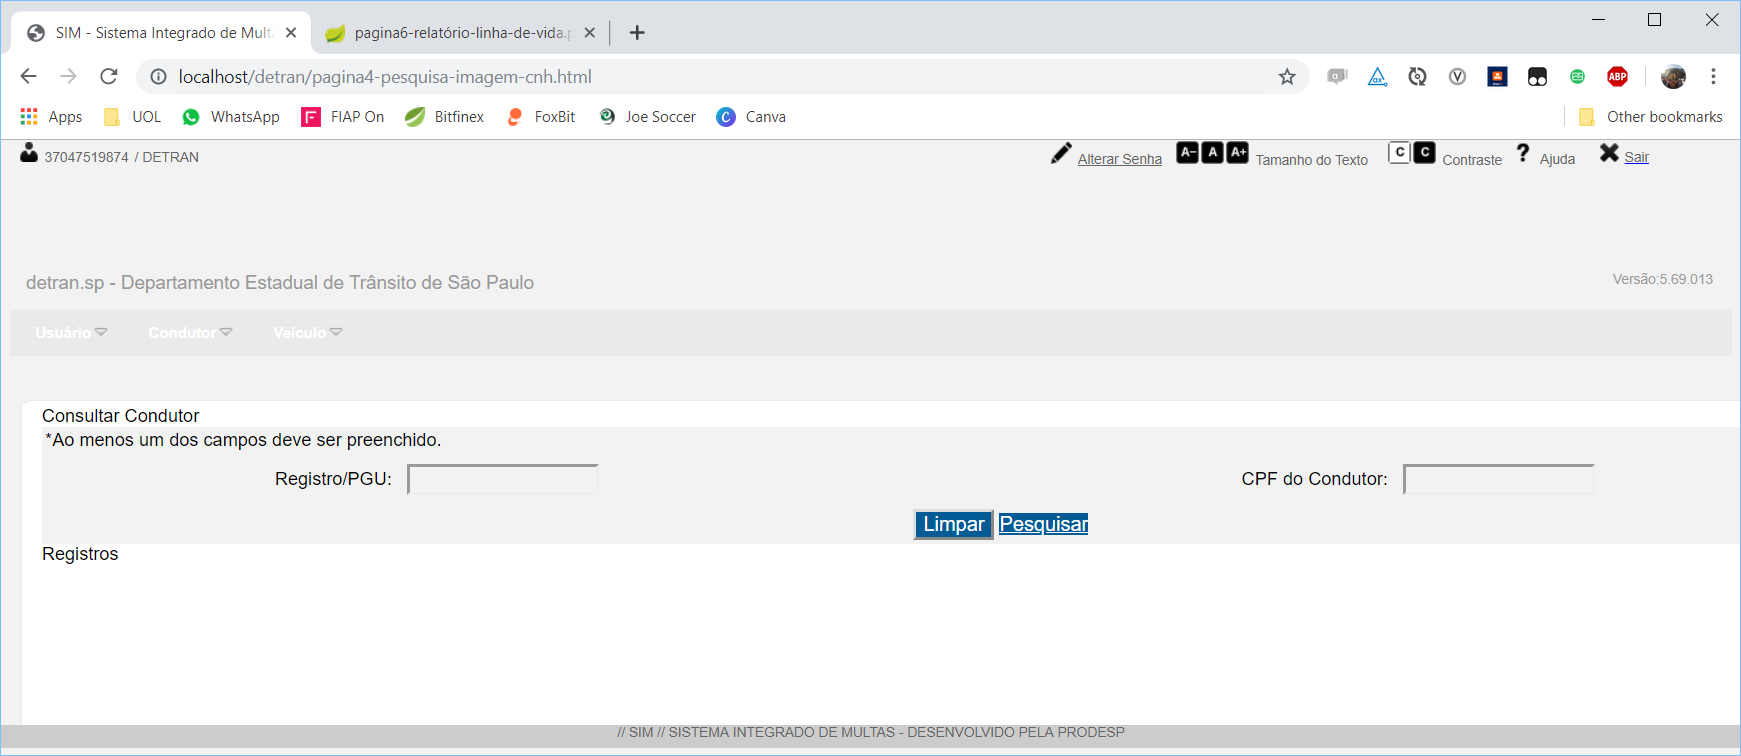 SIM - Sistema Integrado de Mult
pagina6-relatório-linha-de-vida.p
localhost/detran/pagina4-pesquisa-imagem-cnh.html
Apps UOL WhatsApp FIAP On Bitfinex FoxBit Joe Soccer Canva Other bookmarks
37047519874 / DETRAN
Alterar Senha A- A A+ Tamanho do Texto C C Contraste ? Ajuda Sair
detran.sp - Departamento Estadual de Trânsito de São Paulo
Versão:5.69.013
Usuário Condutor Veiculo
Consultar Condutor
*Ao menos um dos campos deve ser preenchido.
Registro/PGU: CPF do Condutor:
Limpar Pesquisar
Registros
// SIM // SISTEMA INTEGRADO DE MULTAS - DESENVOLVIDO PELA PRODESP